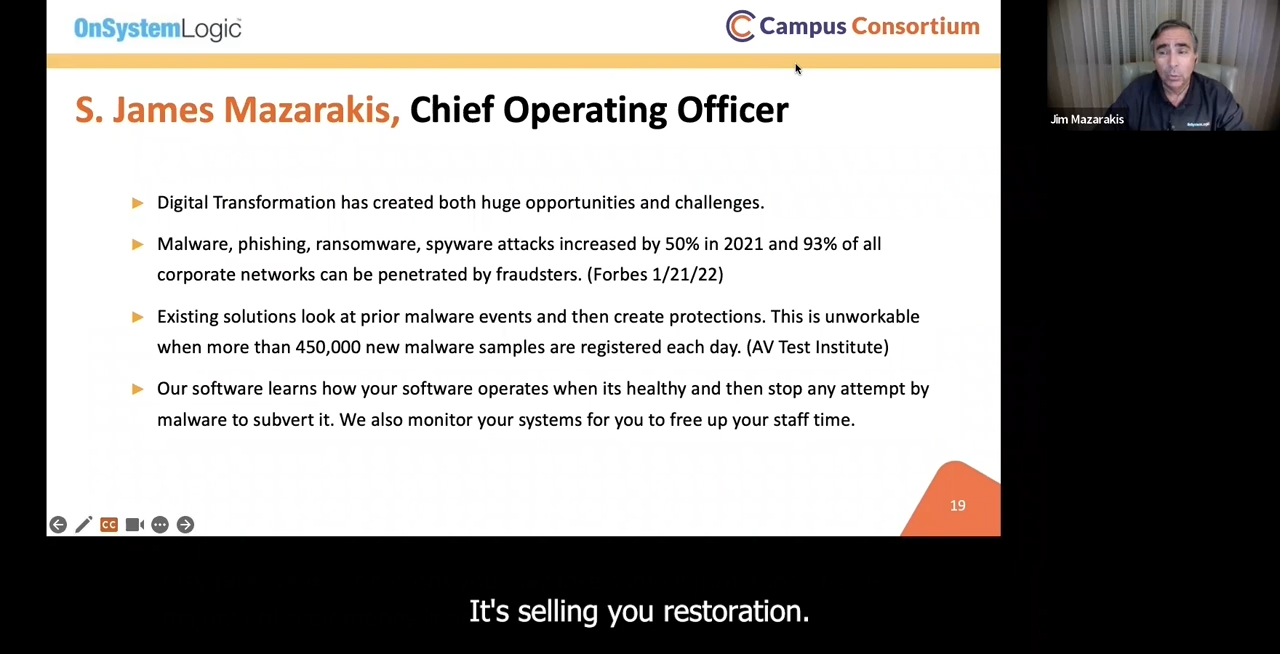 OnSystemLogic
Campus Consortium
S. James Mazarakis, Chief Operating Officer
Jim Mazarakis
Digital Transformation has created both huge opportunities and challenges.
Malware, phishing, ransomware, spyware attacks increased by 50% in 2021 and 93% of all
corporate networks can be penetrated by fraudsters. (Forbes 1/21/22)
Existing solutions look at prior malware events and then create protections. This is unworkable
when more than 450,000 new malware samples are registered each day. (AV Test Institute)
Our software learns how your software operates when its healthy and then stop any attempt by
malware to subvert it. We also monitor your systems for you to free up your staff time.
19
CC
It's selling you restoration.